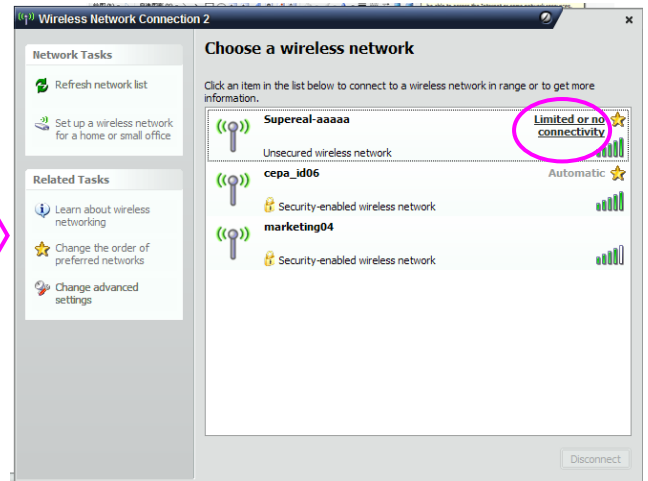 Wireless Network Connection 2
Network Tasks
Refresh network list
Set up a wireless network
for a home or small office
Related Tasks
Learn about wireless
networking
Change the order of
preferred networks
Change advanced
settings
Choose a wireless network
Click an item in the list below to connect to a wireless network in range or to get more
information.
Supereal-aaaaa
Limited or no
connectivity
Unsecured wireless network
cepa_id06
Automatic
Security-enabled wireless network
marketing04
Security-enabled wireless network
Disconnect